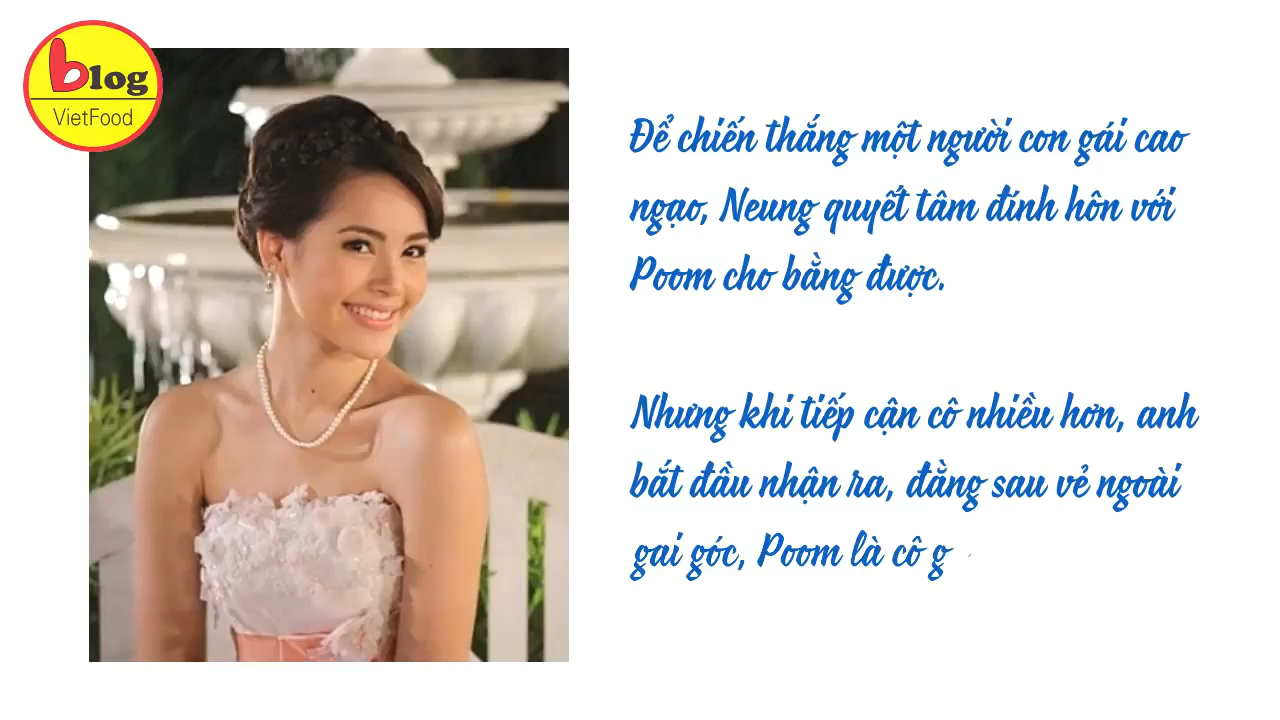 blog
VietFood
Để chiến thắng một người con gái cao
ngạo, Neung quyết tâm đính hôn với
Poom cho bằng được.
Nhưng khi tiếp cận cô nhiều hơn, anh
bắt đầu nhận ra, đằng sau vẻ ngoài
gai góc, Poom là cô g